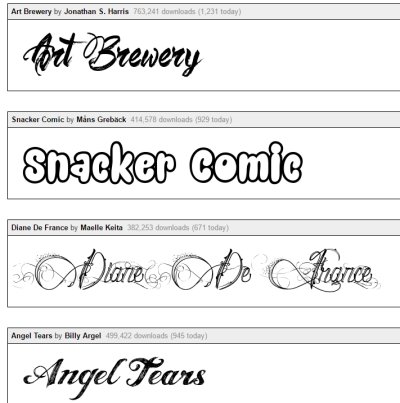 Art Brewery by Jonathan S. Harris 763,241 downloads (1,231 today)
Art Brewery
Snacker Comic by Måns Grebäck 414,578 downloads (929 today)
Snacker Comic
Diane De France by Maelle Keita 382,253 downloads (671 today)
Diane De France
Angel Tears by Billy Argel 499,422 downloads (945 today)
Angel Tears